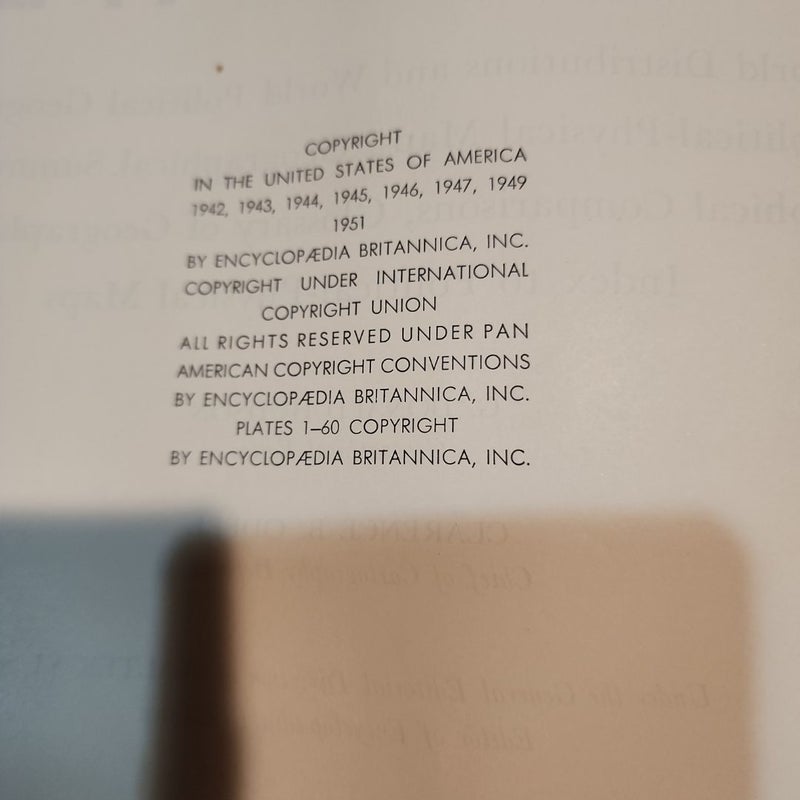 COPYRIGHT
IN THE UNITED STATES OF AMERICA
1942, 1943, 1944, 1945, 1946, 1947, 1949
1951
BY ENCYCLOPÆDIA BRITANNICA, INC.
COPYRIGHT UNDER INTERNATIONAL
COPYRIGHT UNION
ALL RIGHTS RESERVED UNDER PAN
AMERICAN COPYRIGHT CONVENTIONS
BY ENCYCLOPÆDIA BRITANNICA, INC.
PLATES 1–60 COPYRIGHT
BY ENCYCLOPÆDIA BRITANNICA, INC.